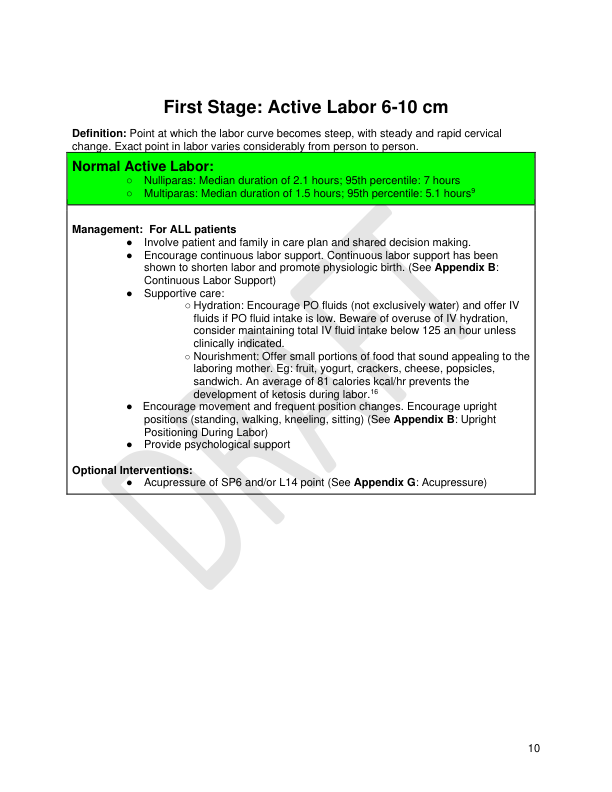 First Stage: Active Labor 6-10 cm
Definition: Point at which the labor curve becomes steep, with steady and rapid cervical
change. Exact point in labor varies considerably from person to person.
Normal Active Labor:
○ Nulliparas: Median duration of 2.1 hours; 95th percentile: 7 hours
○ Multiparas: Median duration of 1.5 hours; 95th percentile: 5.1 hours⁹
Management: For ALL patients
● Involve patient and family in care plan and shared decision making.
● Encourage continuous labor support. Continuous labor support has been
shown to shorten labor and promote physiologic birth. (See Appendix B:
Continuous Labor Support)
● Supportive care:
○ Hydration: Encourage PO fluids (not exclusively water) and offer IV
fluids if PO fluid intake is low. Beware of overuse of IV hydration,
consider maintaining total IV fluid intake below 125 an hour unless
clinically indicated.
○ Nourishment: Offer small portions of food that sound appealing to the
laboring mother. Eg: fruit, yogurt, crackers, cheese, popsicles,
sandwich. An average of 81 calories kcal/hr prevents the
development of ketosis during labor.¹⁶
● Encourage movement and frequent position changes. Encourage upright
positions (standing, walking, kneeling, sitting) (See Appendix B: Upright
Positioning During Labor)
● Provide psychological support
Optional Interventions:
● Acupressure of SP6 and/or L14 point (See Appendix G: Acupressure)
DRAFT
10